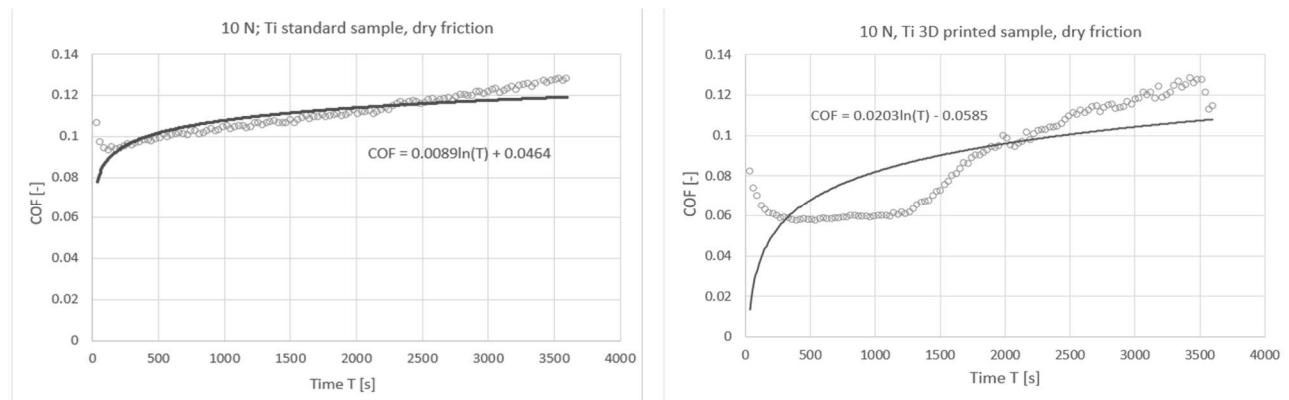 10 N; Ti standard sample, dry friction
0.14
0.12
0.1
0.08
0.06
0.04
0.02
0
COF [-]
COF = 0.0089ln(T) + 0.0464
0 500 1000 1500 2000 2500 3000 3500 4000
Time T [s]
10 N, Ti 3D printed sample, dry friction
0.14
0.12
0.1
0.08
0.06
0.04
0.02
0
COF [-]
COF = 0.0203ln(T) - 0.0585
0 500 1000 1500 2000 2500 3000 3500 4000
Time T [s]